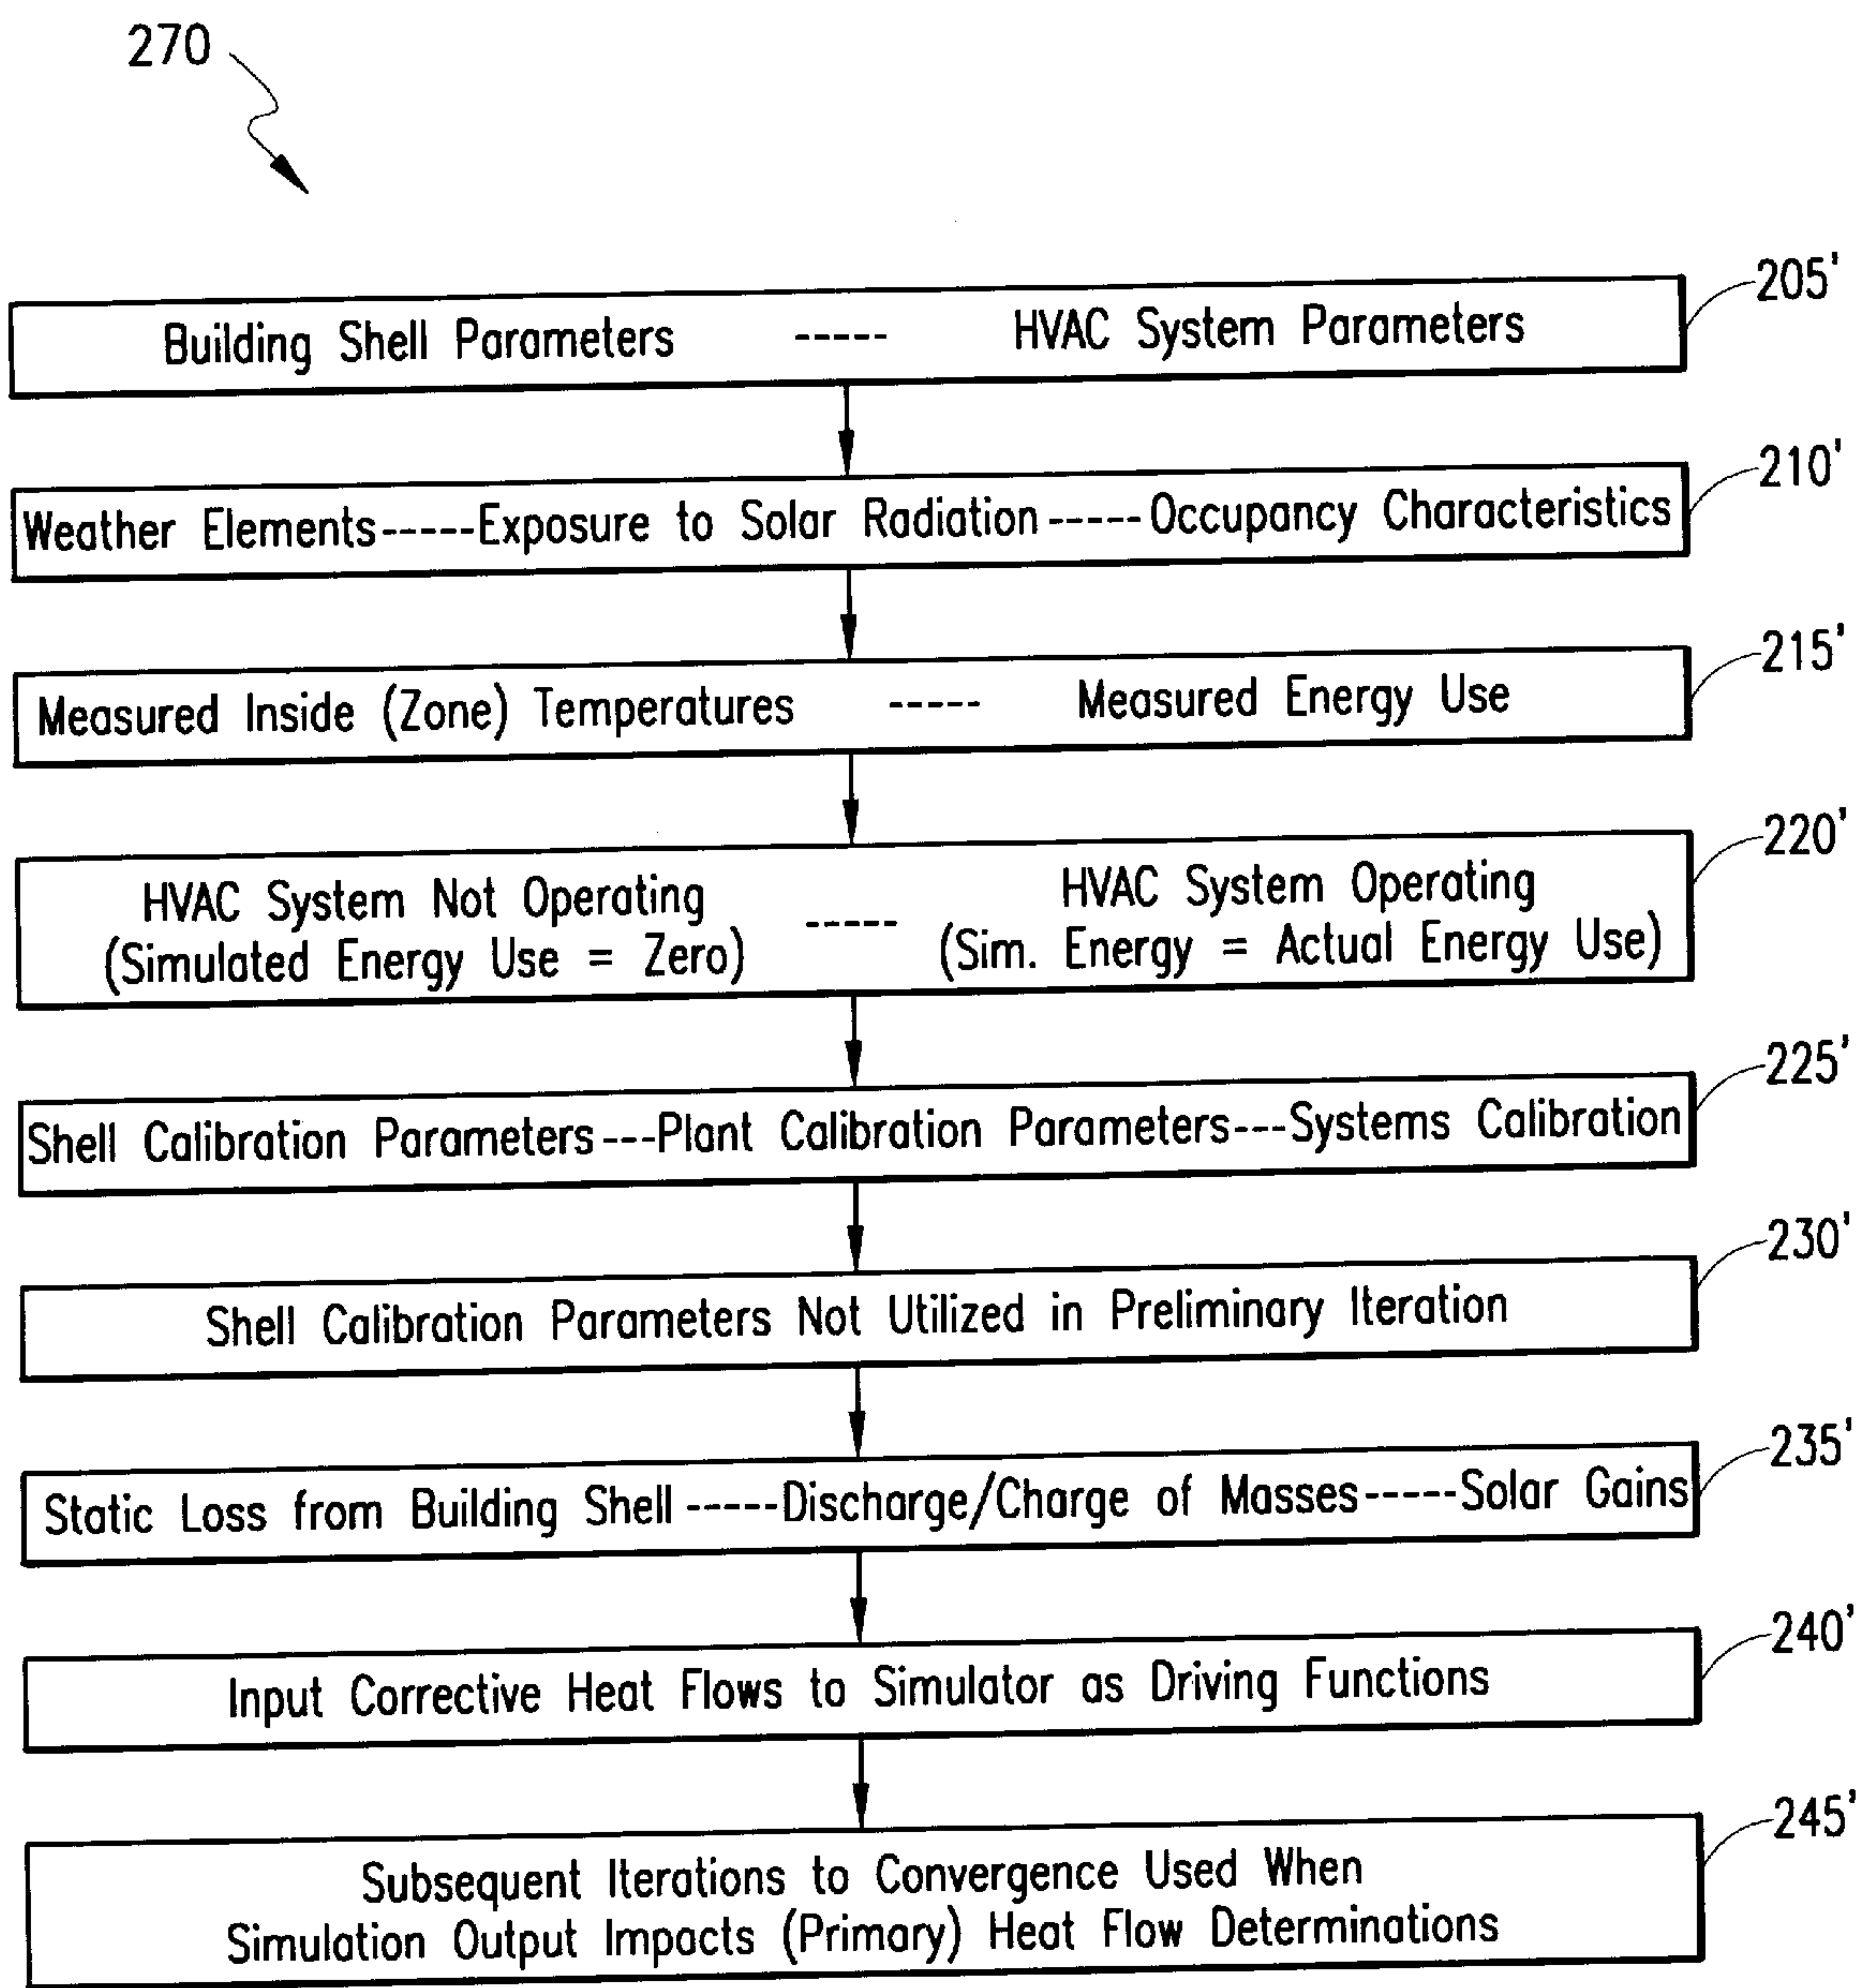 270
205'
Building Shell Parameters ----- HVAC System Parameters
210'
Weather Elements-----Exposure to Solar Radiation-----Occupancy Characteristics
215'
Measured Inside (Zone) Temperatures ----- Measured Energy Use
220'
HVAC System Not Operating ----- HVAC System Operating
(Simulated Energy Use = Zero) (Sim. Energy = Actual Energy Use)
225'
Shell Calibration Parameters---Plant Calibration Parameters---Systems Calibration
230'
Shell Calibration Parameters Not Utilized in Preliminary Iteration
235'
Static Loss from Building Shell-----Discharge/Charge of Masses-----Solar Gains
240'
Input Corrective Heat Flows to Simulator as Driving Functions
245'
Subsequent Iterations to Convergence Used When
Simulation Output Impacts (Primary) Heat Flow Determinations